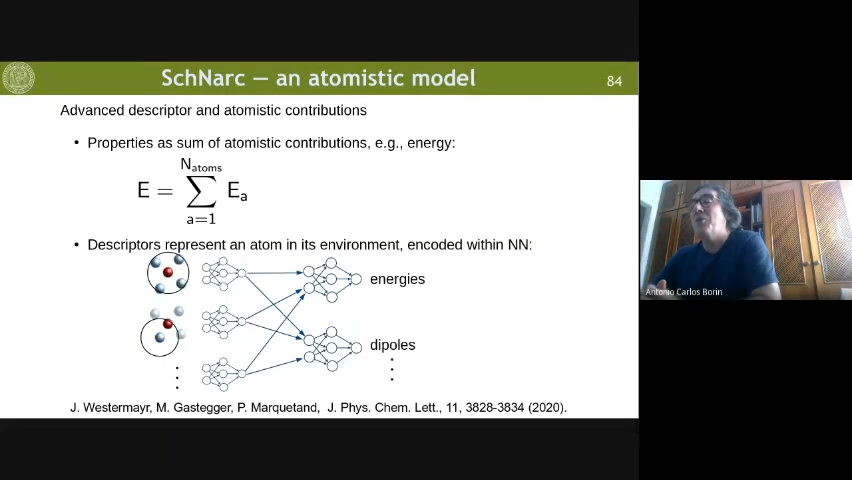 SchNarc — an atomistic model
84
Advanced descriptor and atomistic contributions
• Properties as sum of atomistic contributions, e.g., energy:
N_atoms
E = ∑ E_a
a=1
• Descriptors represent an atom in its environment, encoded within NN:
energies
dipoles
J. Westermayr, M. Gastegger, P. Marquetand, J. Phys. Chem. Lett., 11, 3828-3834 (2020).
Antonio Carlos Borin